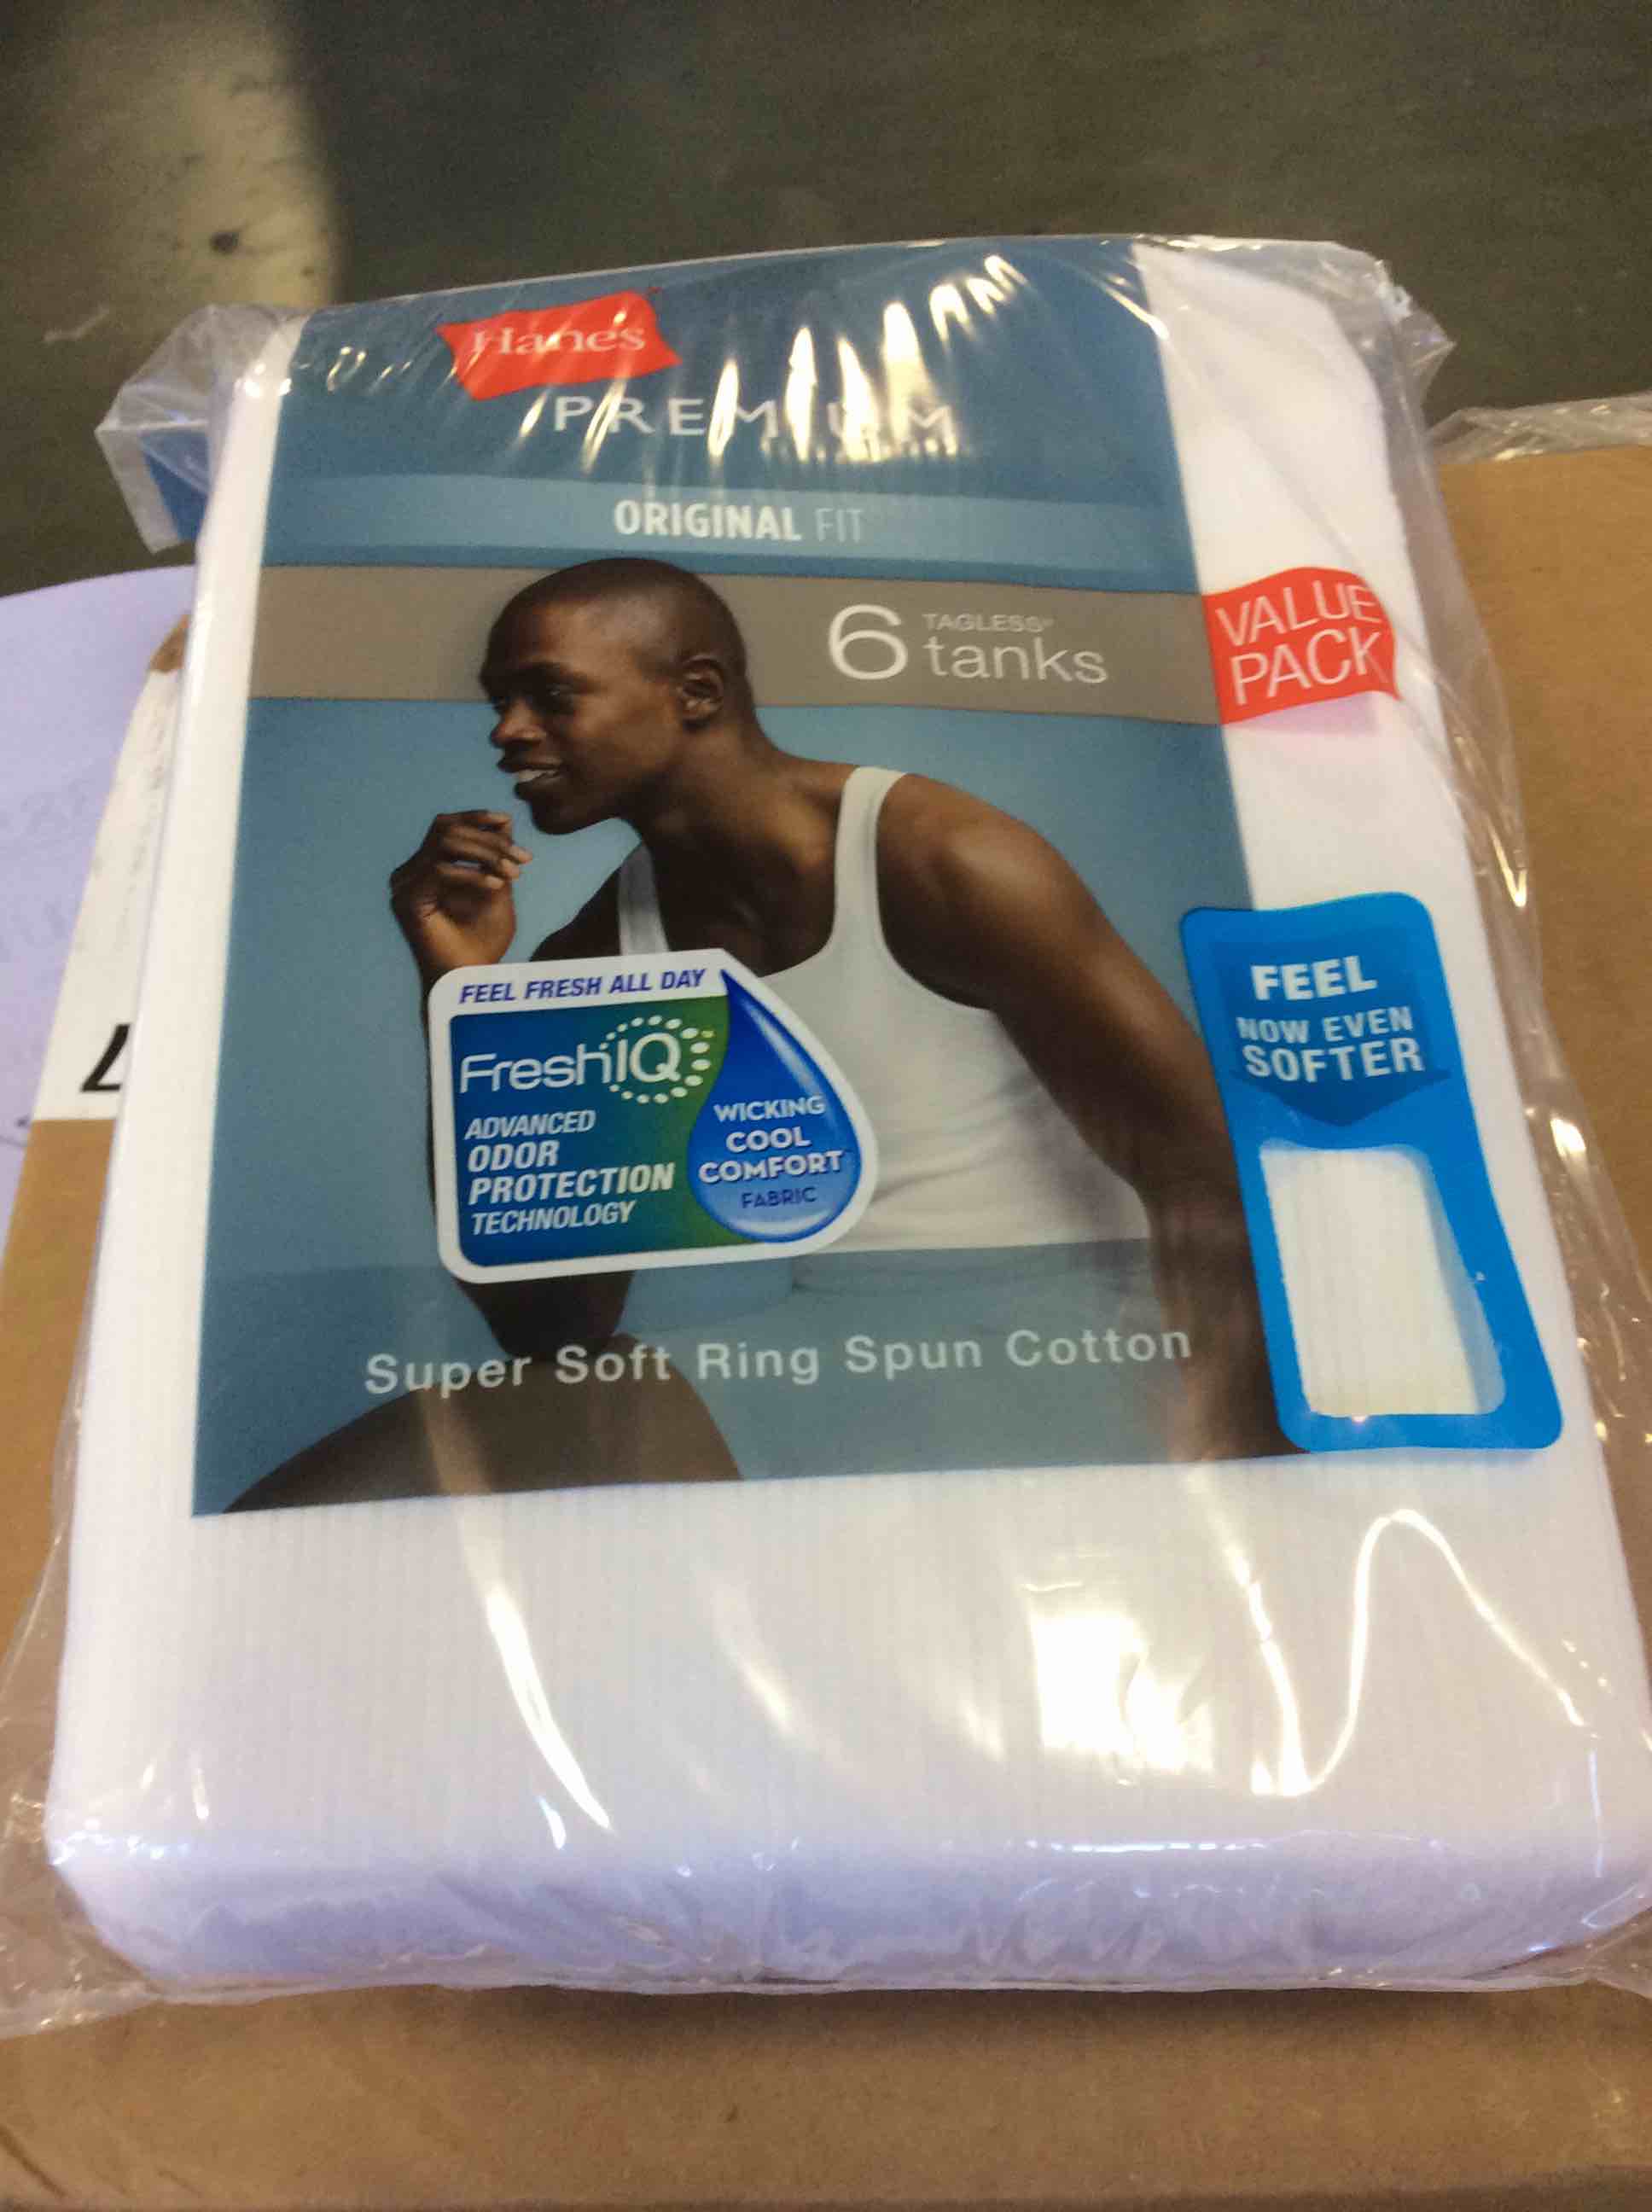 Hanes
PREMIUM
ORIGINAL FIT
6 TAGLESS®
tanks
VALUE
PACK
FEEL FRESH ALL DAY
FreshIQ
ADVANCED
ODOR
PROTECTION
TECHNOLOGY
WICKING
COOL
COMFORT
FABRIC
FEEL
NOW EVEN
SOFTER
Super Soft Ring Spun Cotton